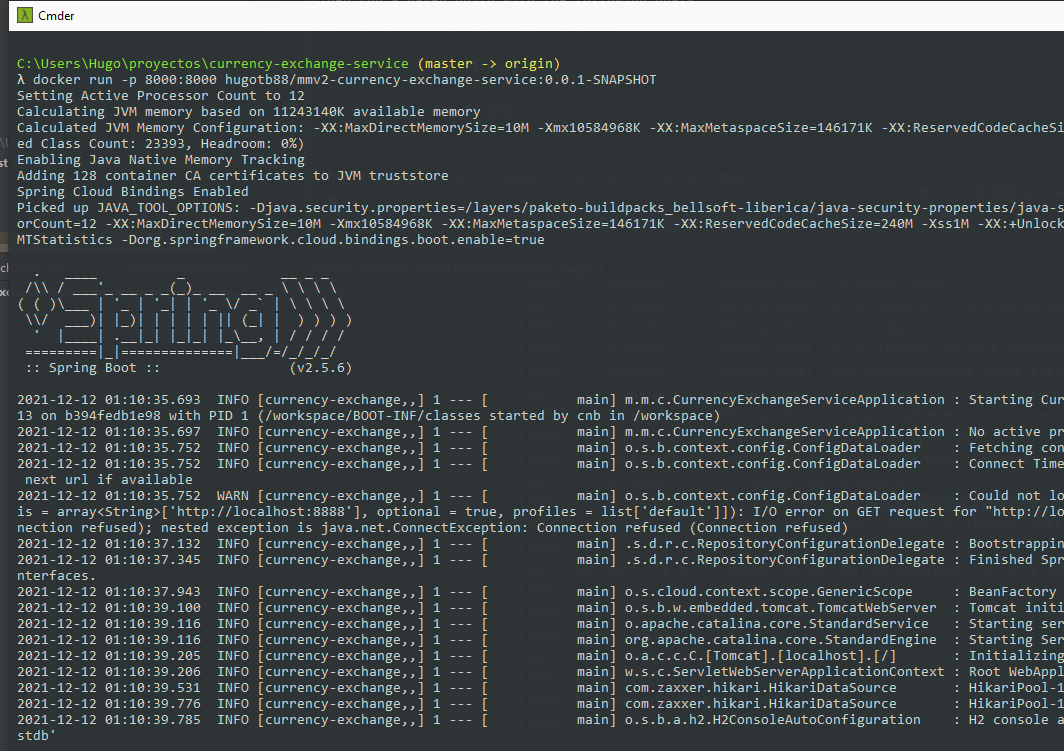 Cmder
C:\Users\Hugo\proyectos\currency-exchange-service (master -> origin)
λ docker run -p 8000:8000 hugotb88/mmv2-currency-exchange-service:0.0.1-SNAPSHOT
Setting Active Processor Count to 12
Calculating JVM memory based on 11243140K available memory
Calculated JVM Memory Configuration: -XX:MaxDirectMemorySize=10M -Xmx10584968K -XX:MaxMetaspaceSize=146171K -XX:ReservedCodeCacheSi
ed Class Count: 23393, Headroom: 0%)
Enabling Java Native Memory Tracking
Adding 128 container CA certificates to JVM truststore
Spring Cloud Bindings Enabled
Picked up JAVA_TOOL_OPTIONS: -Djava.security.properties=/layers/paketo-buildpacks_bellsoft-liberica/java-security-properties/java-s
orCount=12 -XX:MaxDirectMemorySize=10M -Xmx10584968K -XX:MaxMetaspaceSize=146171K -XX:ReservedCodeCacheSize=240M -Xss1M -XX:+Unlock
MTStatistics -Dorg.springframework.cloud.bindings.boot.enable=true
Spring
:: Spring Boot :: (v2.5.6)
2021-12-12 01:10:35.693 INFO [currency-exchange,,] 1 --- [ main] m.m.c.CurrencyExchangeServiceApplication : Starting Cur
13 on b394fedb1e98 with PID 1 (/workspace/BOOT-INF/classes started by cnb in /workspace)
2021-12-12 01:10:35.697 INFO [currency-exchange,,] 1 --- [ main] m.m.c.CurrencyExchangeServiceApplication : No active pr
2021-12-12 01:10:35.752 INFO [currency-exchange,,] 1 --- [ main] o.s.b.context.config.ConfigDataLoader : Fetching con
2021-12-12 01:10:35.752 INFO [currency-exchange,,] 1 --- [ main] o.s.b.context.config.ConfigDataLoader : Connect Time
next url if available
2021-12-12 01:10:35.752 WARN [currency-exchange,,] 1 --- [ main] o.s.b.context.config.ConfigDataLoader : Could not lo
is = array<String>['http://localhost:8888'], optional = true, profiles = list['default']]): I/O error on GET request for "http://lo
nection refused); nested exception is java.net.ConnectException: Connection refused (Connection refused)
2021-12-12 01:10:37.132 INFO [currency-exchange,,] 1 --- [ main] .s.d.r.c.RepositoryConfigurationDelegate : Bootstrappin
2021-12-12 01:10:37.345 INFO [currency-exchange,,] 1 --- [ main] .s.d.r.c.RepositoryConfigurationDelegate : Finished Spr
nterfaces.
2021-12-12 01:10:37.943 INFO [currency-exchange,,] 1 --- [ main] o.s.cloud.context.scope.GenericScope : BeanFactory
2021-12-12 01:10:39.100 INFO [currency-exchange,,] 1 --- [ main] o.s.b.w.embedded.tomcat.TomcatWebServer : Tomcat initi
2021-12-12 01:10:39.116 INFO [currency-exchange,,] 1 --- [ main] o.apache.catalina.core.StandardService : Starting ser
2021-12-12 01:10:39.116 INFO [currency-exchange,,] 1 --- [ main] org.apache.catalina.core.StandardEngine : Starting Ser
2021-12-12 01:10:39.205 INFO [currency-exchange,,] 1 --- [ main] o.a.c.c.C.[Tomcat].[localhost].[/] : Initializing
2021-12-12 01:10:39.206 INFO [currency-exchange,,] 1 --- [ main] w.s.c.ServletWebServerApplicationContext : Root WebAppl
2021-12-12 01:10:39.531 INFO [currency-exchange,,] 1 --- [ main] com.zaxxer.hikari.HikariDataSource : HikariPool-1
2021-12-12 01:10:39.776 INFO [currency-exchange,,] 1 --- [ main] com.zaxxer.hikari.HikariDataSource : HikariPool-1
2021-12-12 01:10:39.785 INFO [currency-exchange,,] 1 --- [ main] o.s.b.a.h2.H2ConsoleAutoConfiguration : H2 console a
stdb'